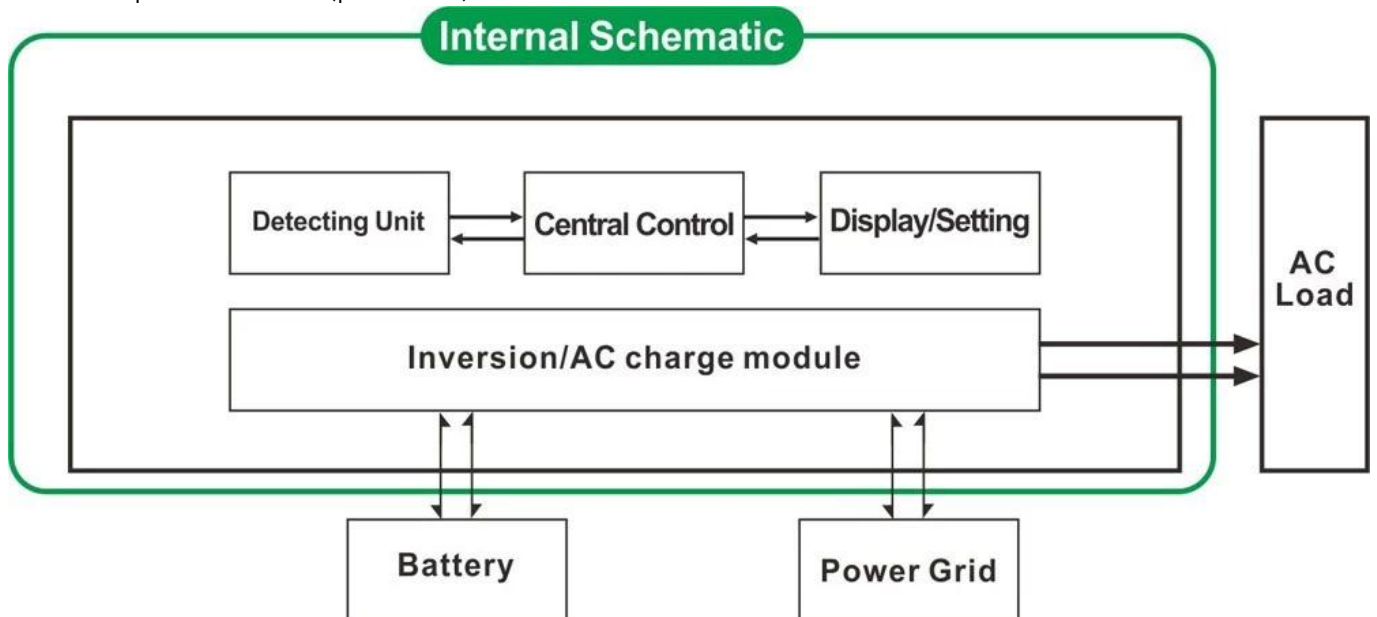 Internal Schematic
Detecting Unit
Central Control
Display/Setting
AC
Load
Inversion/AC charge module
Battery
Power Grid